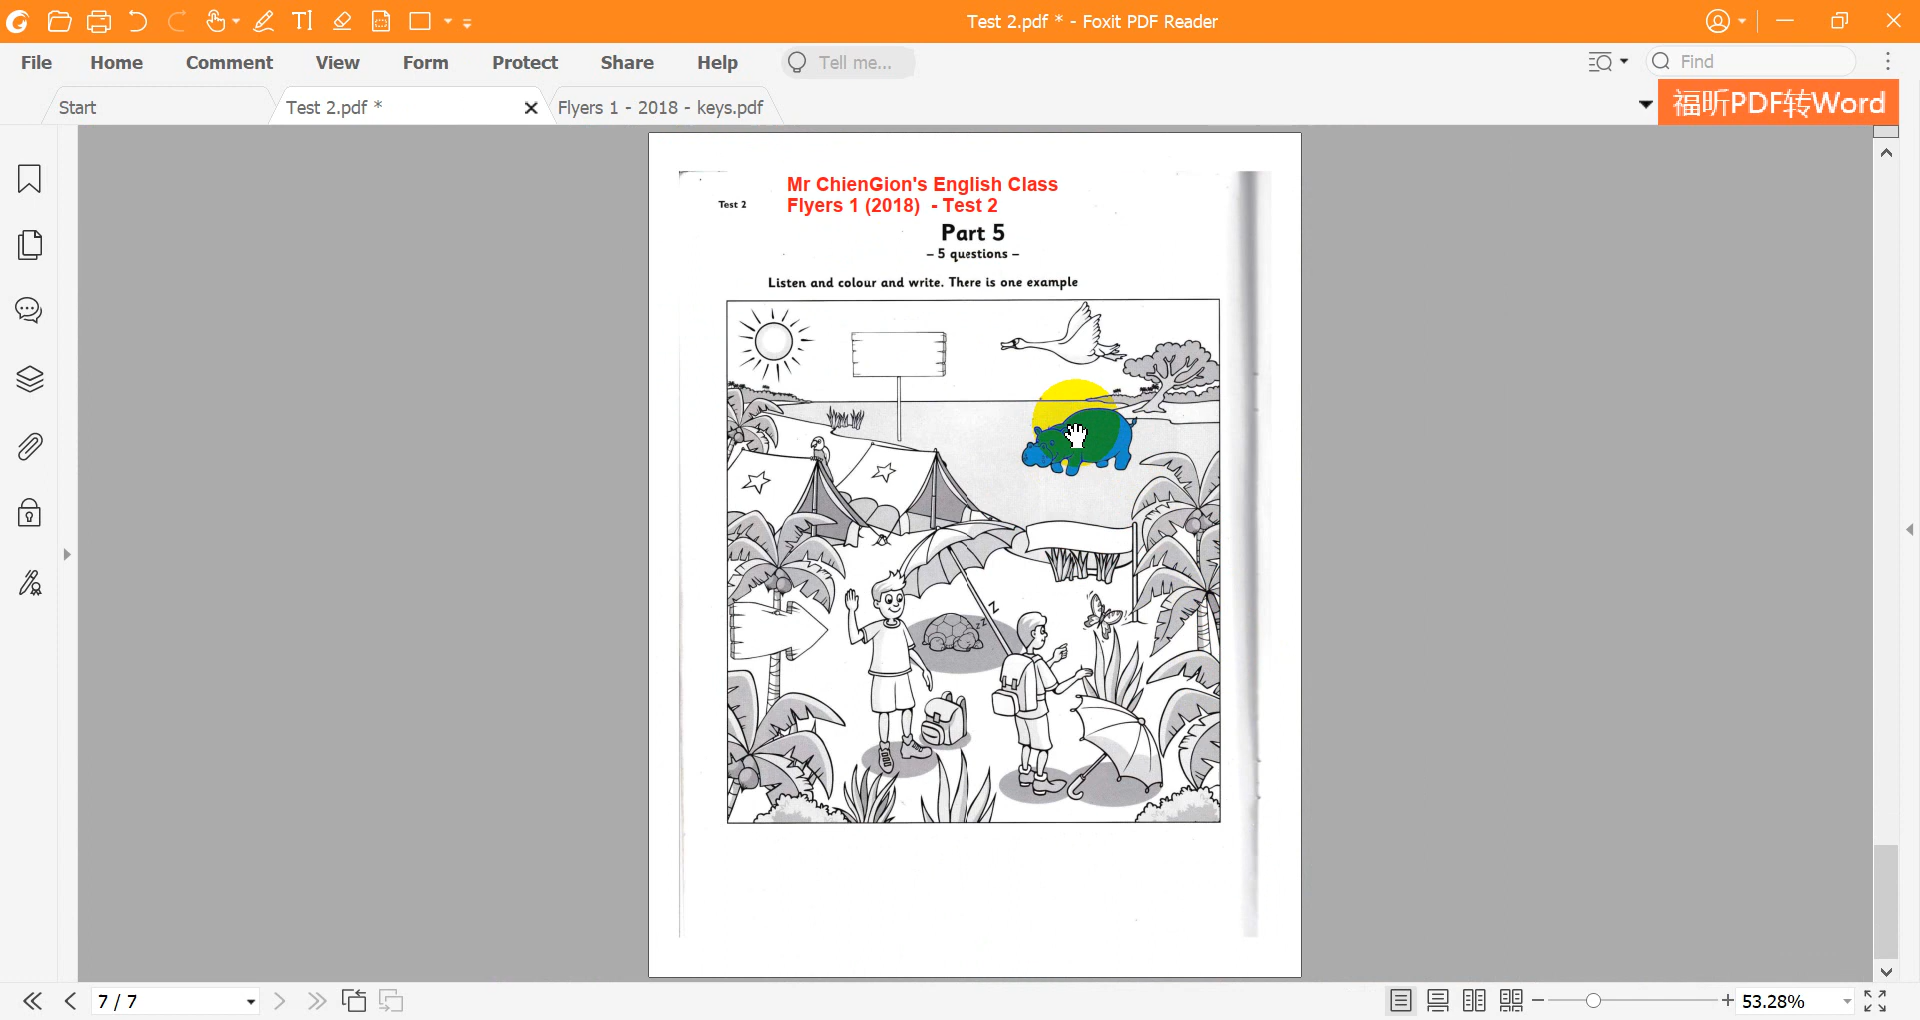 Test 2.pdf * - Foxit PDF Reader
File Home Comment View Form Protect Share Help Tell me... Find
Start Test 2.pdf * Flyers 1 - 2018 - keys.pdf 福昕PDF转Word
Mr ChienGion's English Class
Test 2 Flyers 1 (2018) - Test 2
Part 5
– 5 questions –
Listen and colour and write. There is one example
z
z z z
7 / 7 53.28%